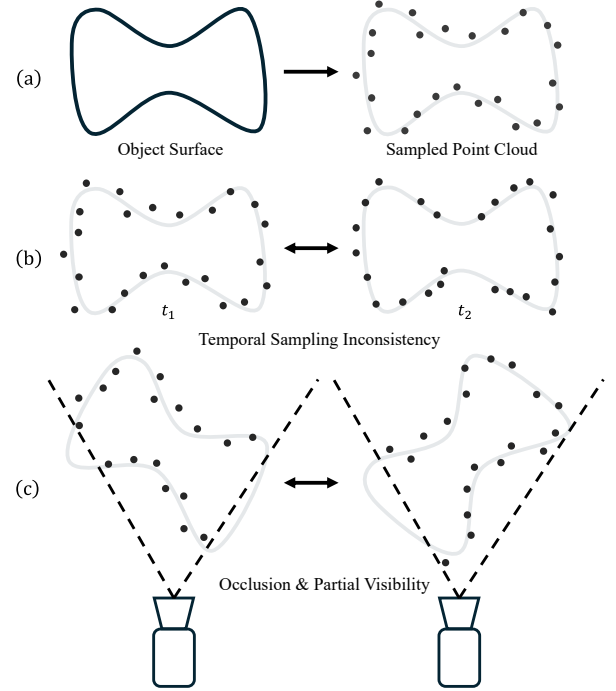 (a)
Object Surface
Sampled Point Cloud
(b)
t₁
t₂
Temporal Sampling Inconsistency
(c)
Occlusion & Partial Visibility